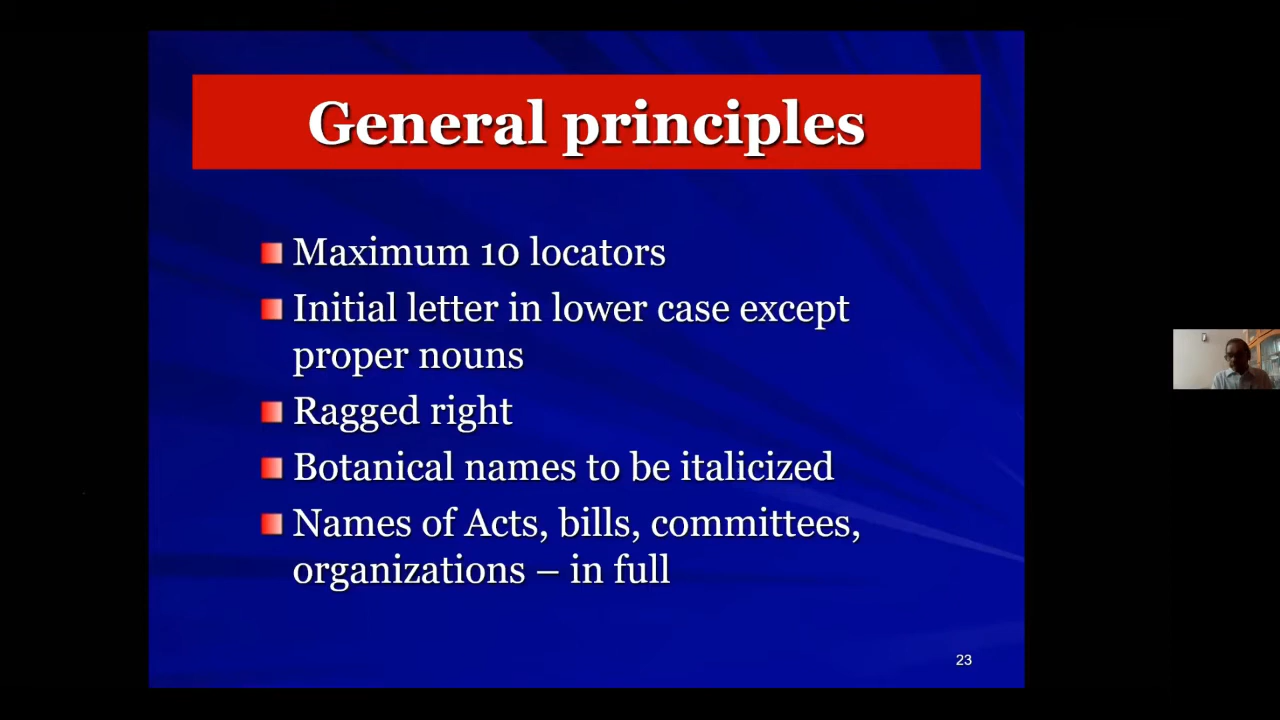 General principles
Maximum 10 locators
Initial letter in lower case except
proper nouns
Ragged right
Botanical names to be italicized
Names of Acts, bills, committees,
organizations – in full
23